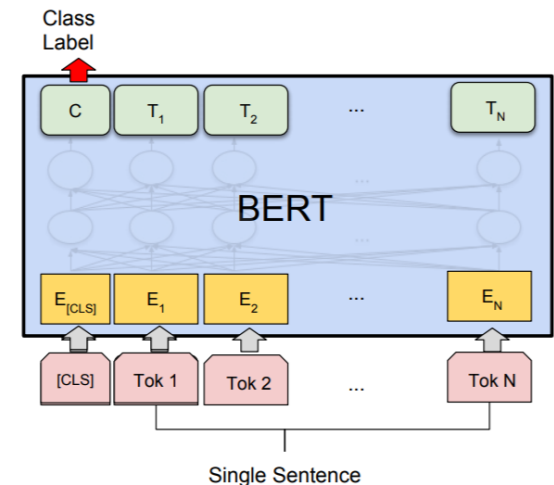 Class
Label
C T1 T2 ... TN
...
BERT
...
E[CLS] E1 E2 ... EN
[CLS] Tok 1 Tok 2 ... Tok N
Single Sentence